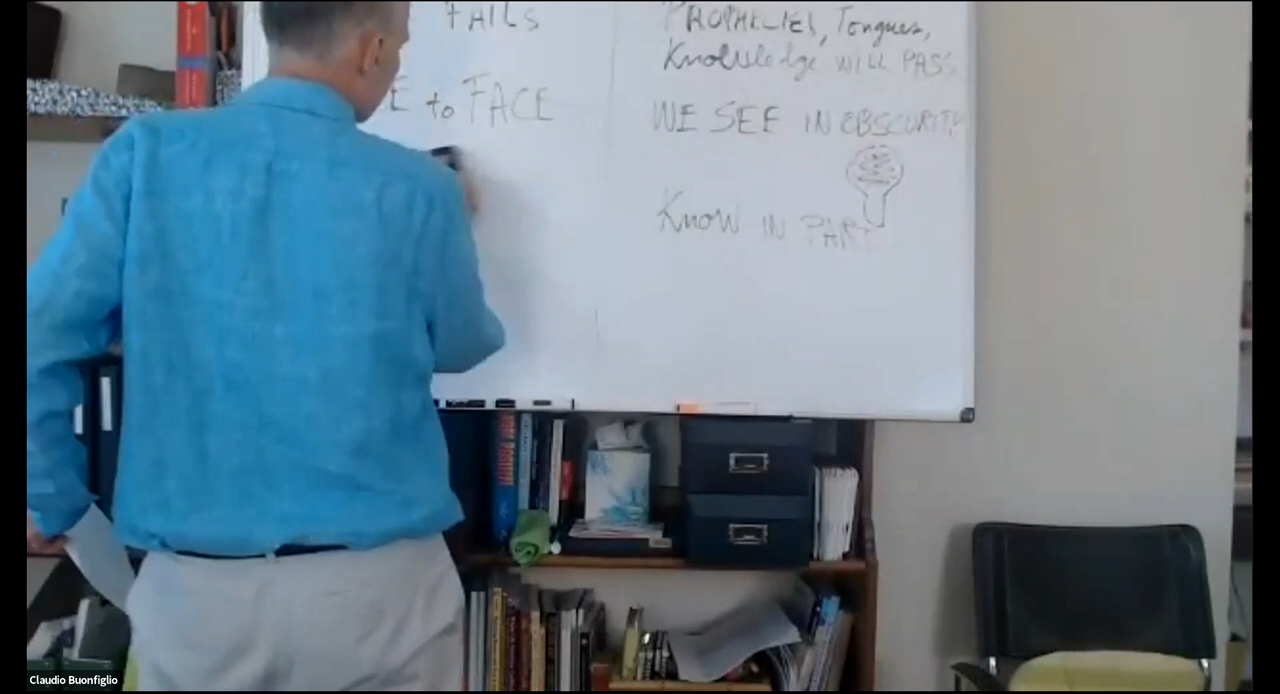 FAILS
E to FACE
PROPHECIES, Tongues,
Knowledge WILL PASS
WE SEE IN OBSCURITY
KNOW IN PART
Claudio Buonfiglio